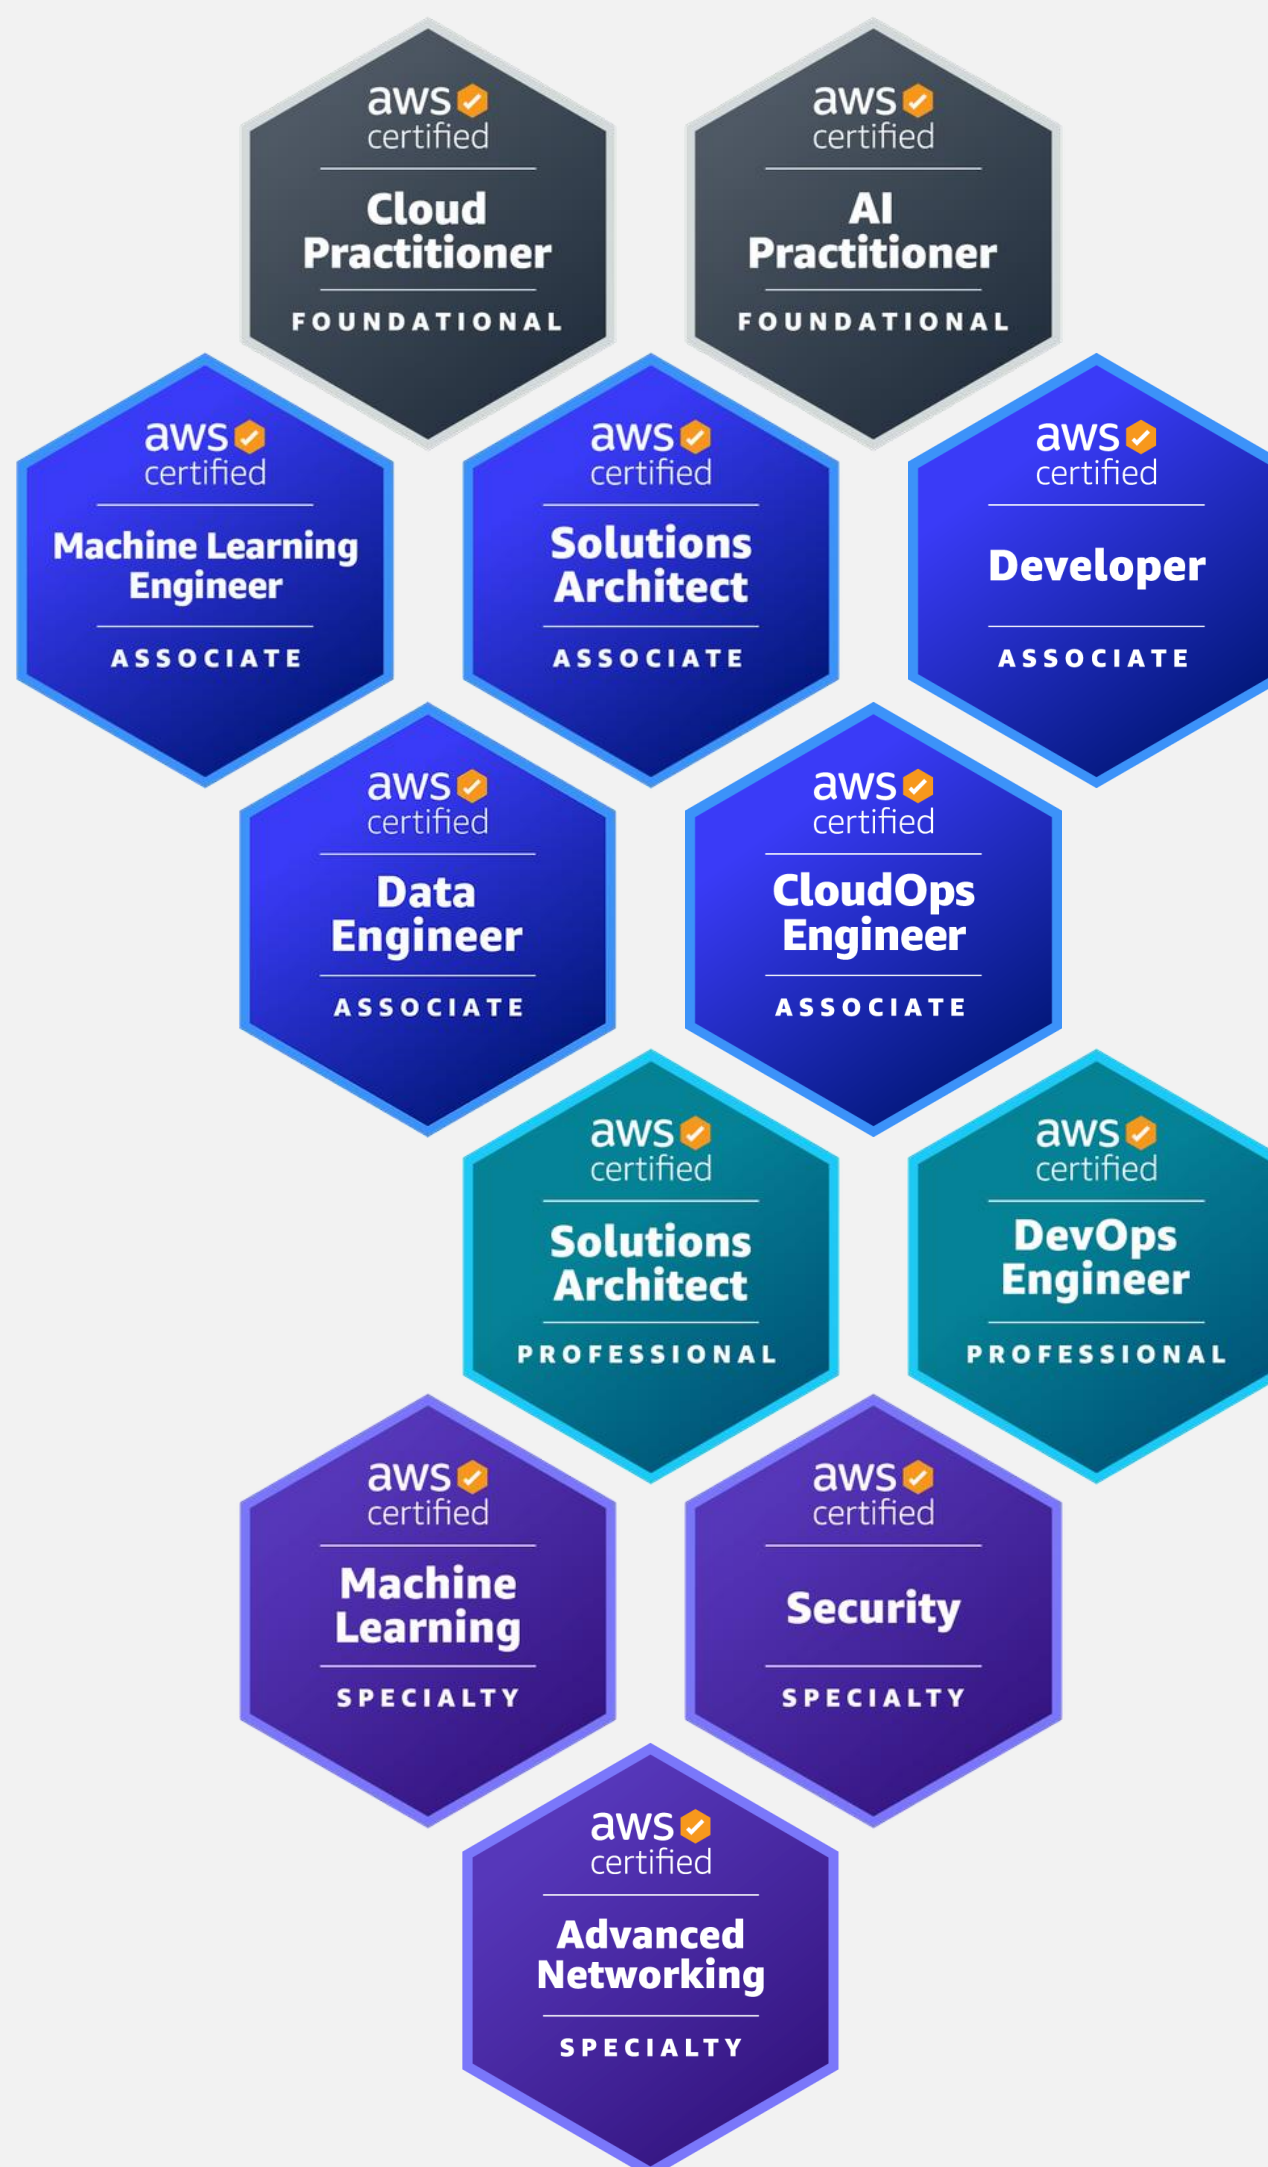 aws
certified
Cloud
Practitioner
FOUNDATIONAL
aws
certified
AI
Practitioner
FOUNDATIONAL
aws
certified
Machine Learning
Engineer
ASSOCIATE
aws
certified
Solutions
Architect
ASSOCIATE
aws
certified
Developer
ASSOCIATE
aws
certified
Data
Engineer
ASSOCIATE
aws
certified
CloudOps
Engineer
ASSOCIATE
aws
certified
Solutions
Architect
PROFESSIONAL
aws
certified
DevOps
Engineer
PROFESSIONAL
aws
certified
Machine
Learning
SPECIALTY
aws
certified
Security
SPECIALTY
aws
certified
Advanced
Networking
SPECIALTY